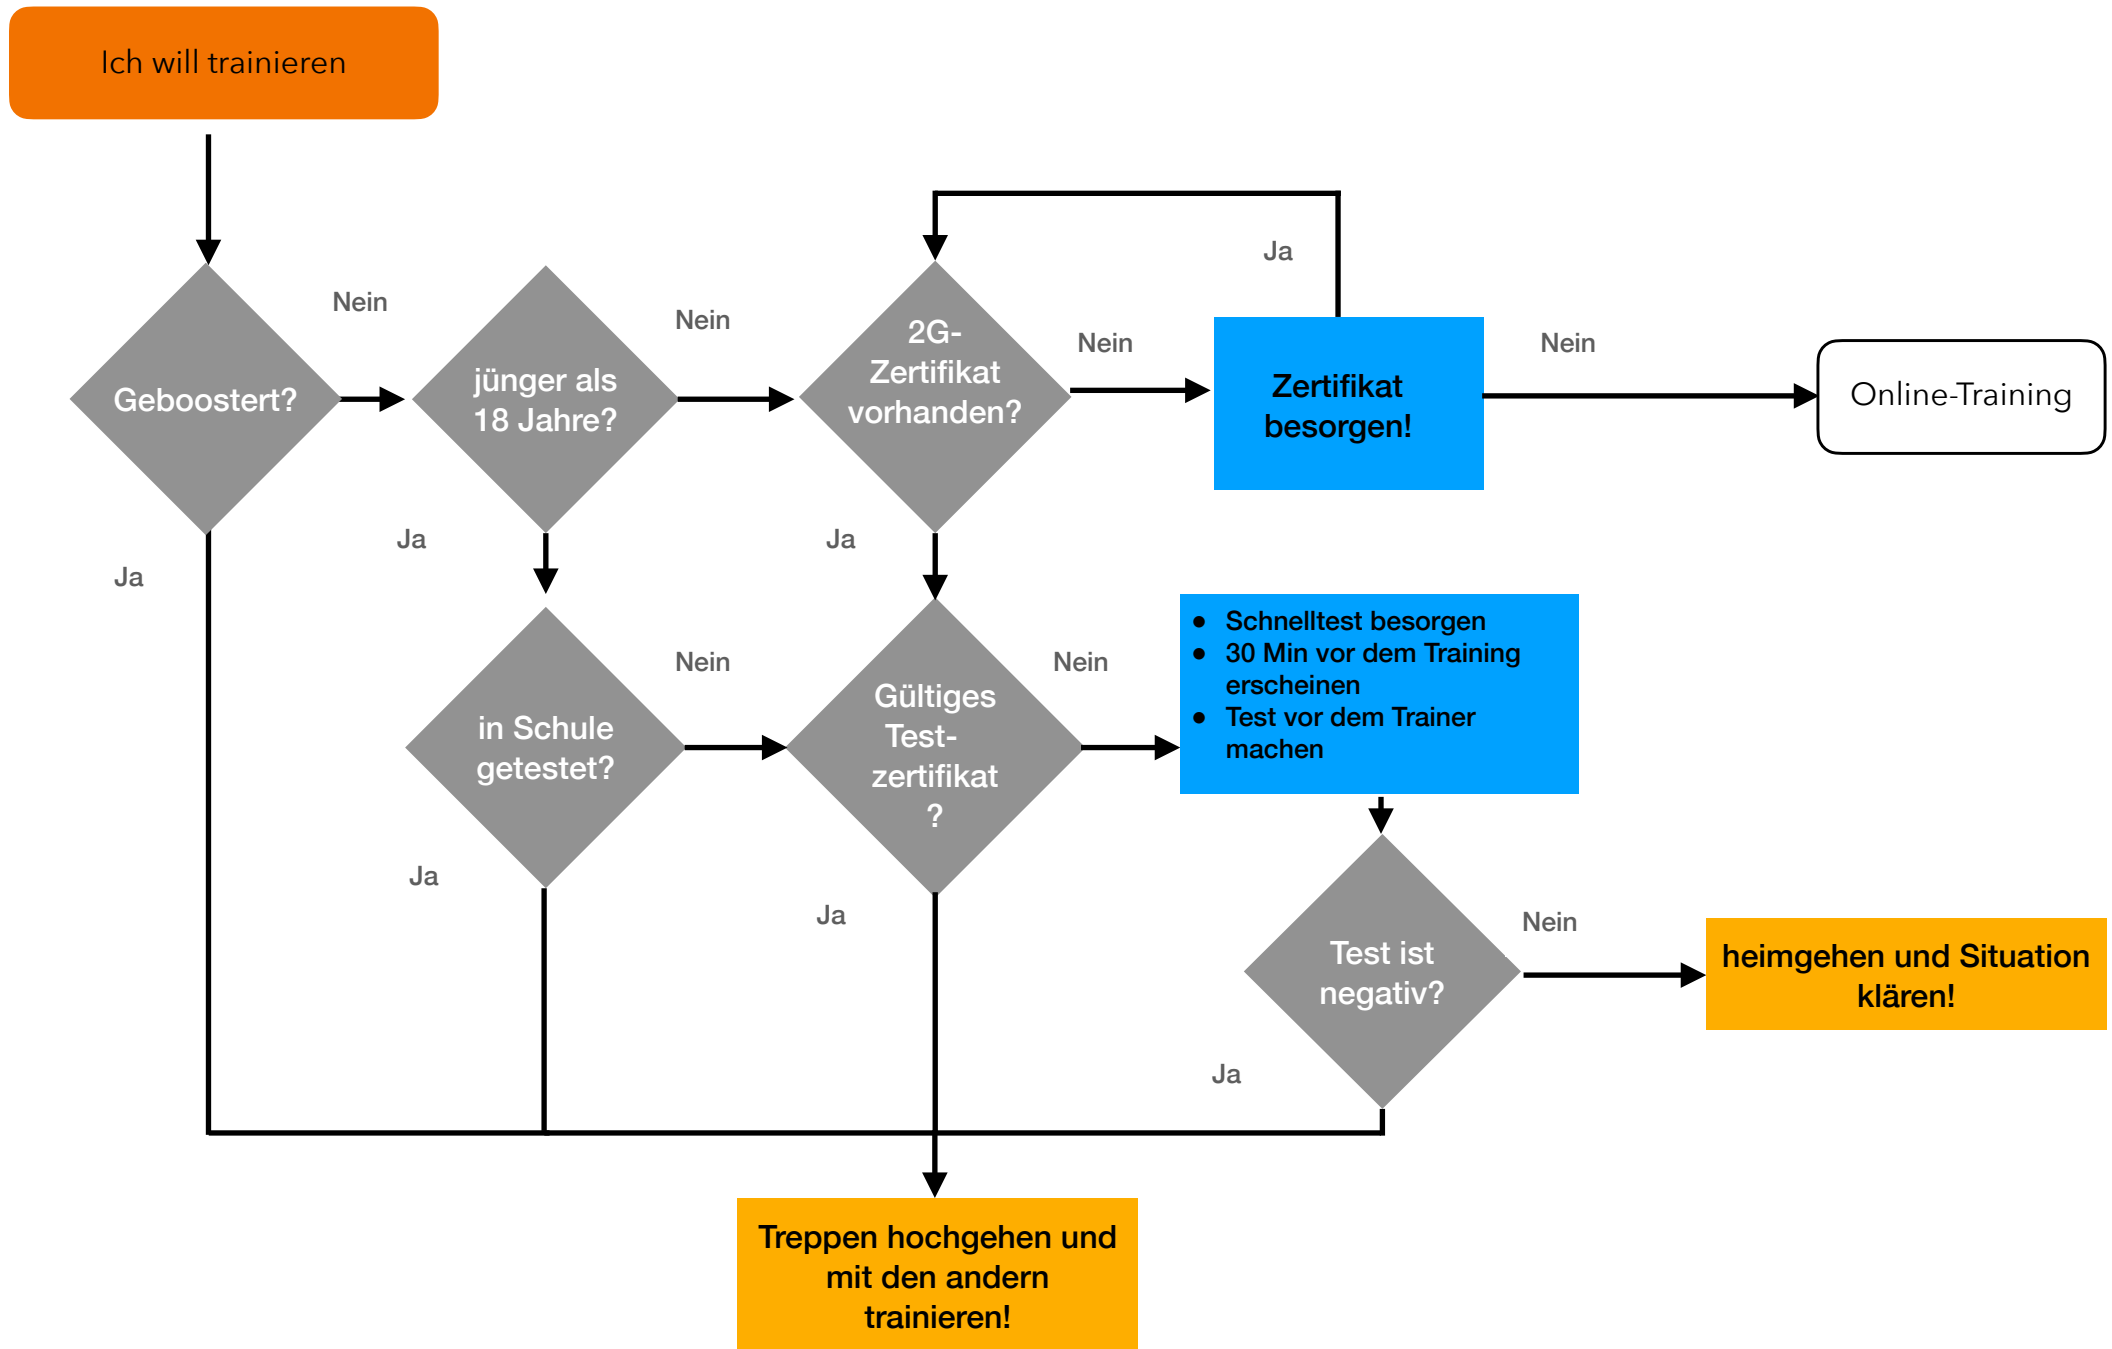 Ich will trainieren
Ja
Nein
Nein
2G-
Zertifikat
vorhanden?
Nein
Nein
Geboostert?
jünger als
18 Jahre?
Zertifikat
besorgen!
Online-Training
Ja
Ja
Ja
● Schnelltest besorgen
● 30 Min vor dem Training
erscheinen
● Test vor dem Trainer
machen
Nein
Nein
in Schule
getestet?
Gültiges
Test-
zertifikat
?
Ja
Ja
Nein
Test ist
negativ?
heimgehen und Situation
klären!
Ja
Treppen hochgehen und
mit den andern
trainieren!